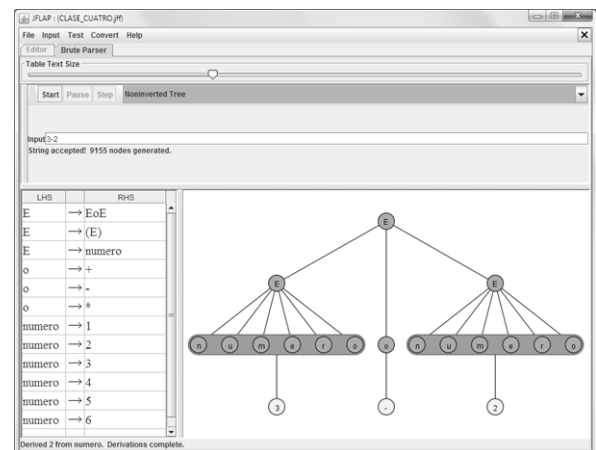 JFLAP : (CLASE_CUATRO.jff)
File Input Test Convert Help
Editor Brute Parser
Table Text Size
Start Pause Step Noninverted Tree
Input 3-2
String accepted! 9155 nodes generated.
LHS RHS
E → EoE
E → (E)
E → numero
o → +
o → -
o → *
numero → 1
numero → 2
numero → 3
numero → 4
numero → 5
numero → 6
E
E E
n u m e r o o n u m e r o
3 - 2
Derived 2 from numero. Derivations complete.